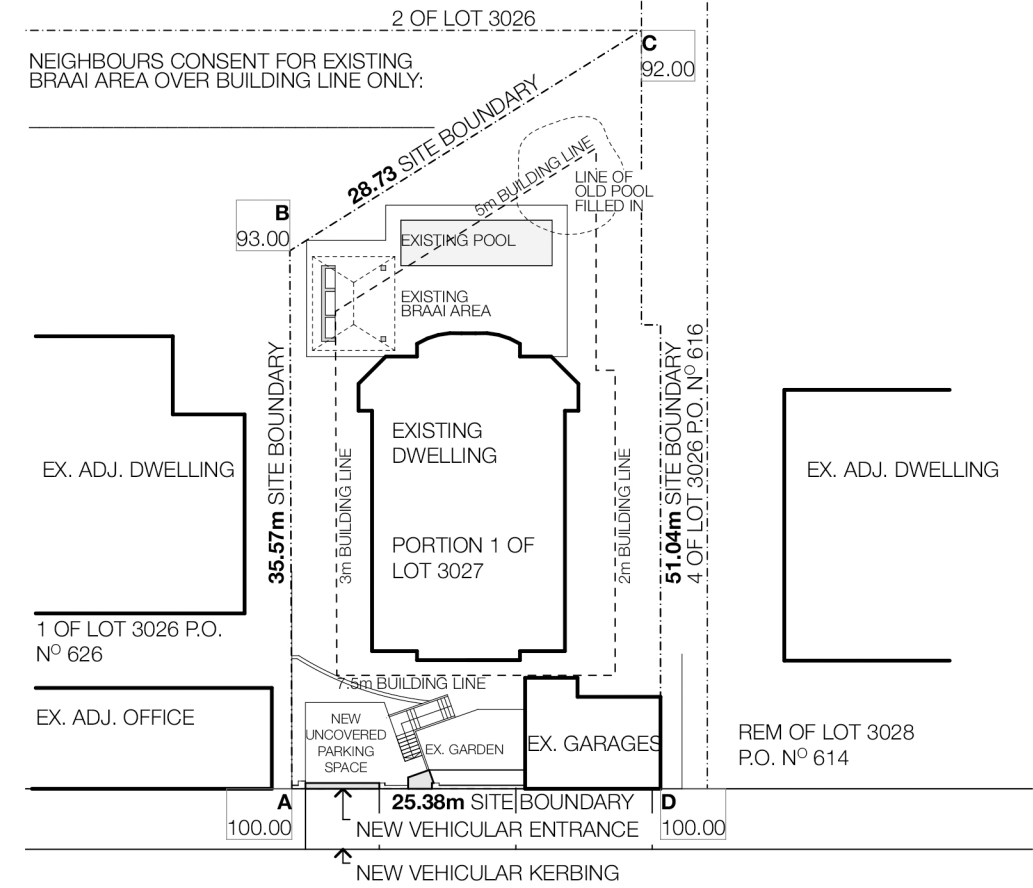 2 OF LOT 3026
C
92.00
NEIGHBOURS CONSENT FOR EXISTING
BRAAI AREA OVER BUILDING LINE ONLY:
28.73 SITE BOUNDARY
5m BUILDING LINE
LINE OF
OLD POOL
FILLED IN
B
93.00
EXISTING POOL
EXISTING
BRAAI AREA
35.57m SITE BOUNDARY
3m BUILDING LINE
EXISTING
DWELLING
PORTION 1 OF
LOT 3027
2m BUILDING LINE
51.04m SITE BOUNDARY
4 OF LOT 3026 P.O. Nº 616
EX. ADJ. DWELLING
EX. ADJ. DWELLING
1 OF LOT 3026 P.O.
Nº 626
7.5m BUILDING LINE
EX. ADJ. OFFICE
NEW
UNCOVERED
PARKING
SPACE
EX. GARDEN
EX. GARAGES
REM OF LOT 3028
P.O. Nº 614
A
100.00
25.38m SITE BOUNDARY
D
100.00
NEW VEHICULAR ENTRANCE
NEW VEHICULAR KERBING